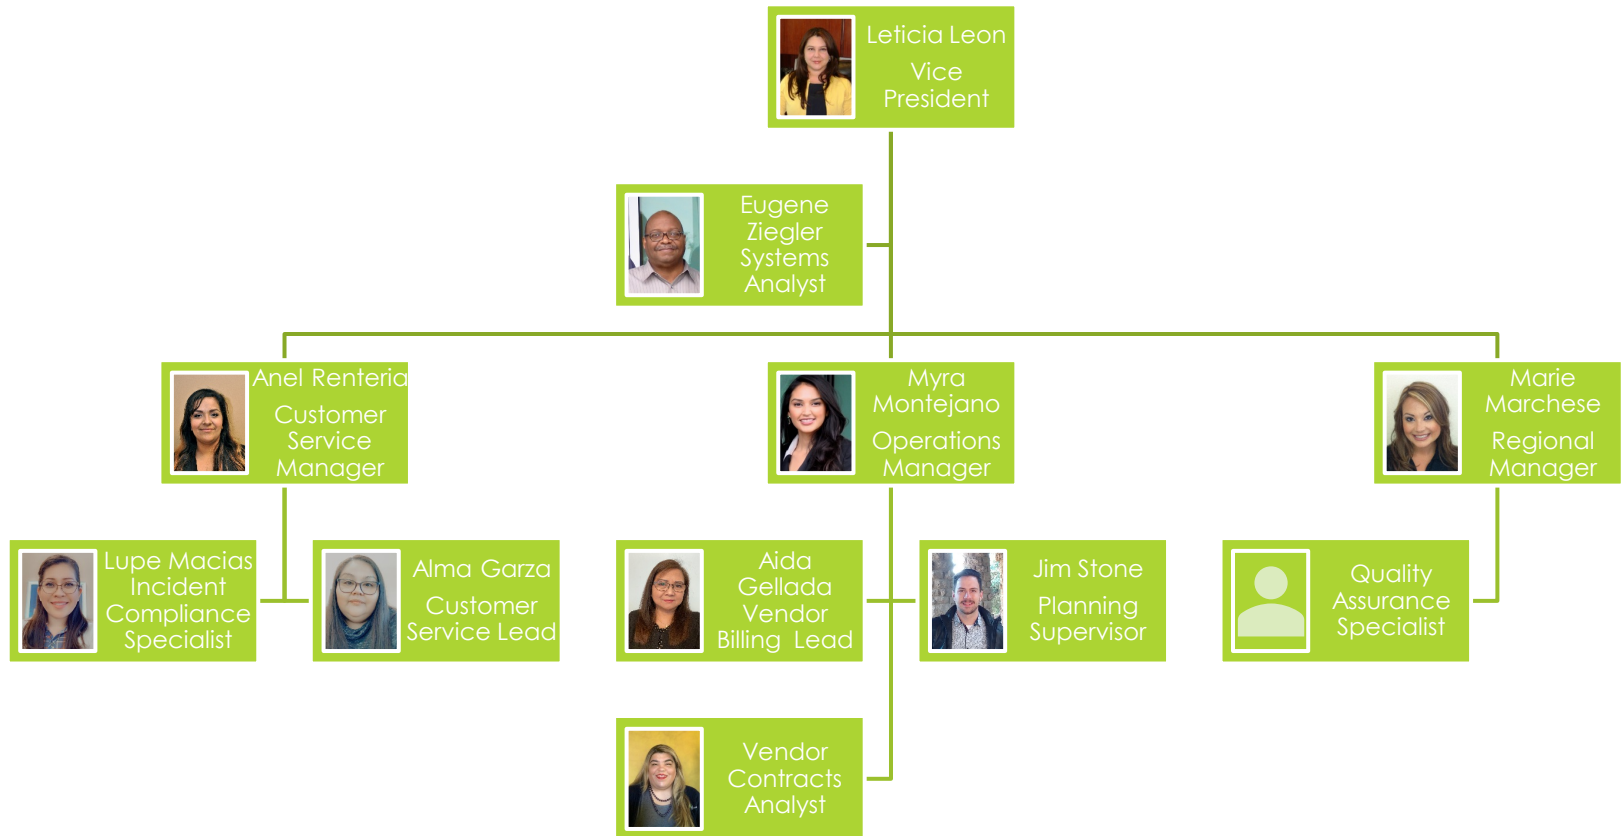 Leticia Leon
Vice
President
Eugene
Ziegler
Systems
Analyst
Anel Renteria
Customer
Service
Manager
Myra
Montejano
Operations
Manager
Marie
Marchese
Regional
Manager
Lupe Macias
Incident
Compliance
Specialist
Alma Garza
Customer
Service Lead
Aida
Gellada
Vendor
Billing Lead
Jim Stone
Planning
Supervisor
Quality
Assurance
Specialist
Vendor
Contracts
Analyst